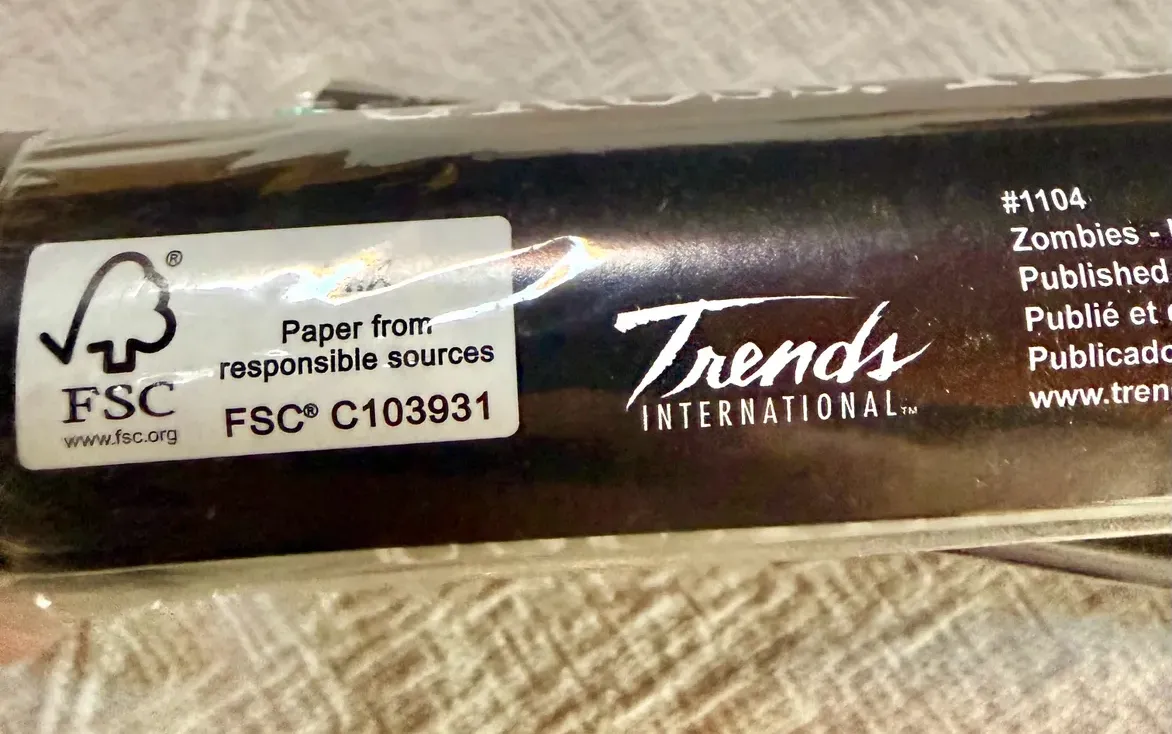 ®
Paper from
responsible sources
FSC
FSC® C103931
www.fsc.org
Trends
INTERNATIONAL™
#1104
Zombies -
Published
Publié et
Publicado
www.tren